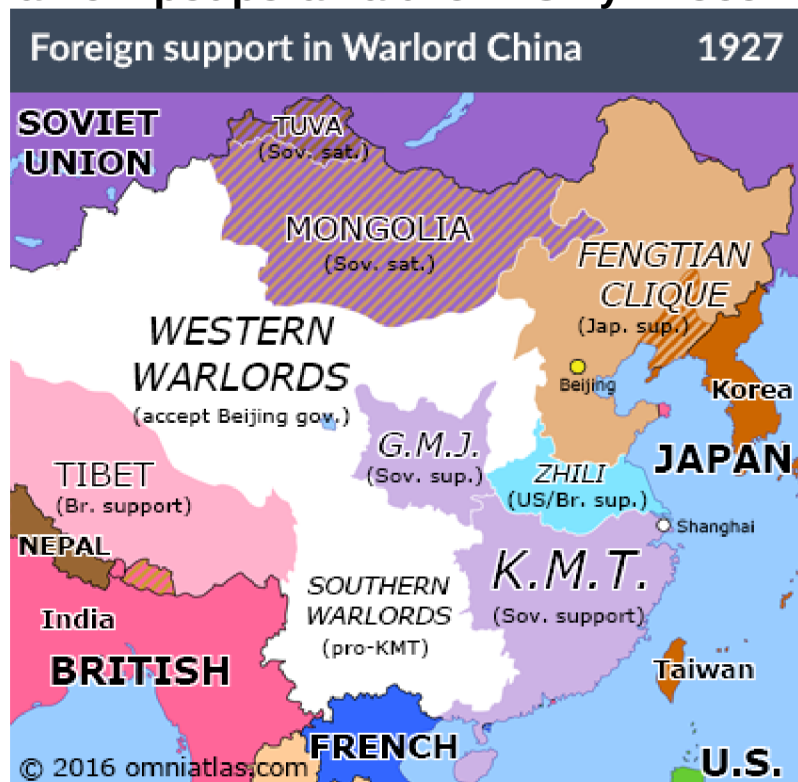 Foreign support in Warlord China 1927
SOVIET
UNION
TUVA
(Sov. sat.)
MONGOLIA
(Sov. sat.)
FENGTIAN
CLIQUE
(Jap. sup.)
WESTERN
WARLORDS
(accept Beijing gov.)
Beijing
Korea
G.M.J.
(Sov. sup.)
JAPAN
ZHILI
(US/Br. sup.)
TIBET
(Br. support)
Shanghai
NEPAL
K.M.T.
(Sov. support)
SOUTHERN
WARLORDS
(pro-KMT)
India
BRITISH
Taiwan
FRENCH
U.S.
© 2016 omniatlas.com